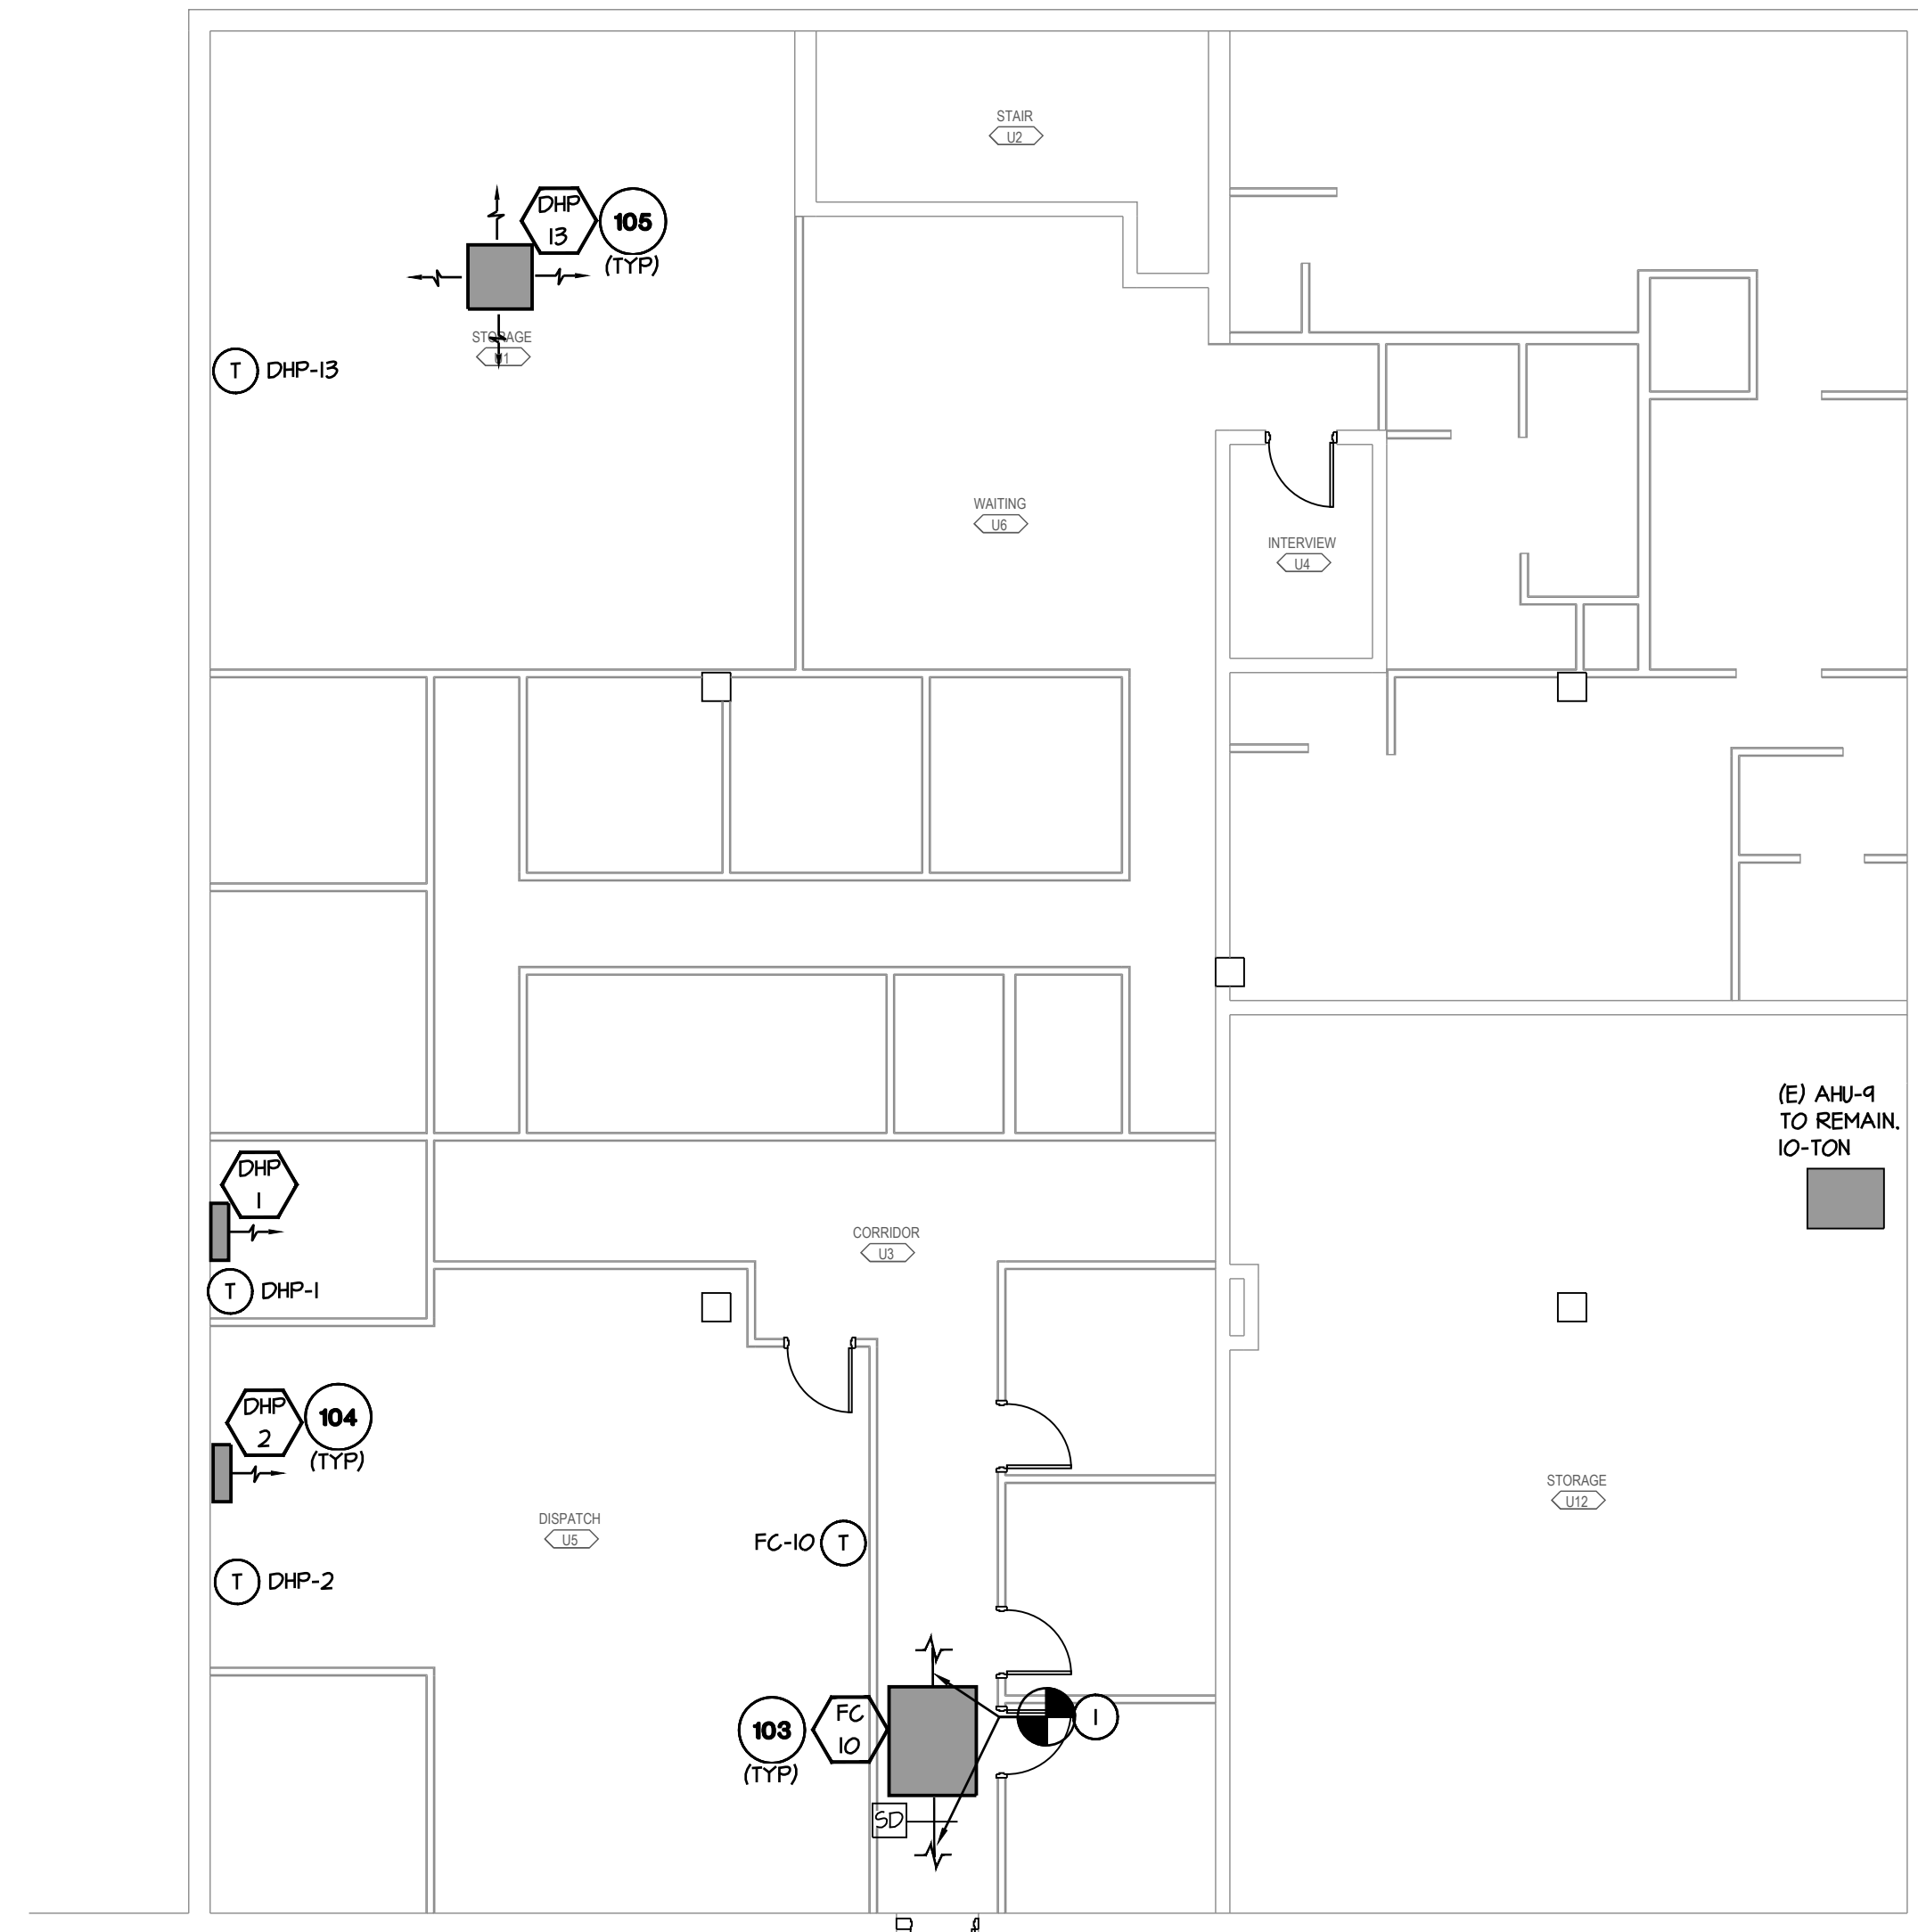 STAIR
U2
DHP
13
105
(TYP)
STORAGE
U1
T DHP-13
WAITING
U6
INTERVIEW
U4
(E) AHU-9
TO REMAIN.
10-TON
DHP
1
CORRIDOR
U3
T DHP-1
DHP
2
104
(TYP)
STORAGE
U12
DISPATCH
U5
FC-10 T
T DHP-2
103
(TYP)
FC
10
1
SD